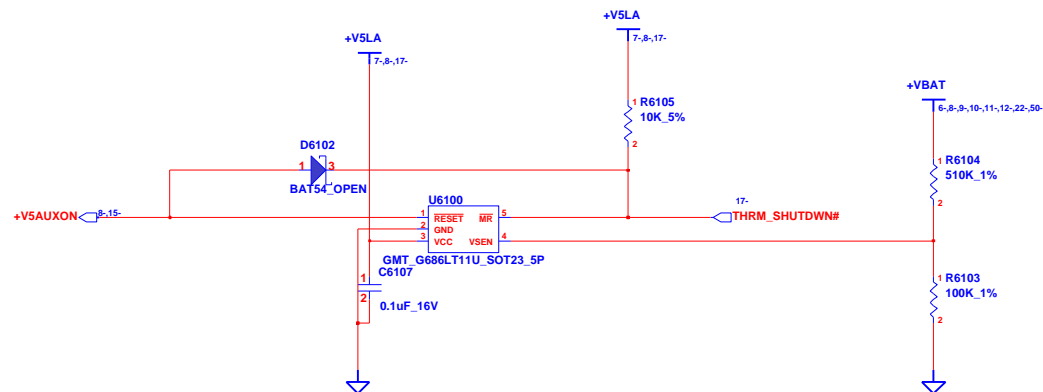 +V5LA
7-,8-,17-
+V5LA
7-,8-,17-
+VBAT
6-,8-,9-,10-,11-,12-,22-,50-
1
R6105
10K_5%
2
D6102
1
3
BAT54_OPEN
1
R6104
510K_1%
2
U6100
+V5AUXON
8-,15-
1
RESET
MR
5
17-
THRM_SHUTDWN#
2
GND
3
VCC
VSEN
4
GMT_G686LT11U_SOT23_5P
C6107
1
2
0.1uF_16V
1
R6103
100K_1%
2